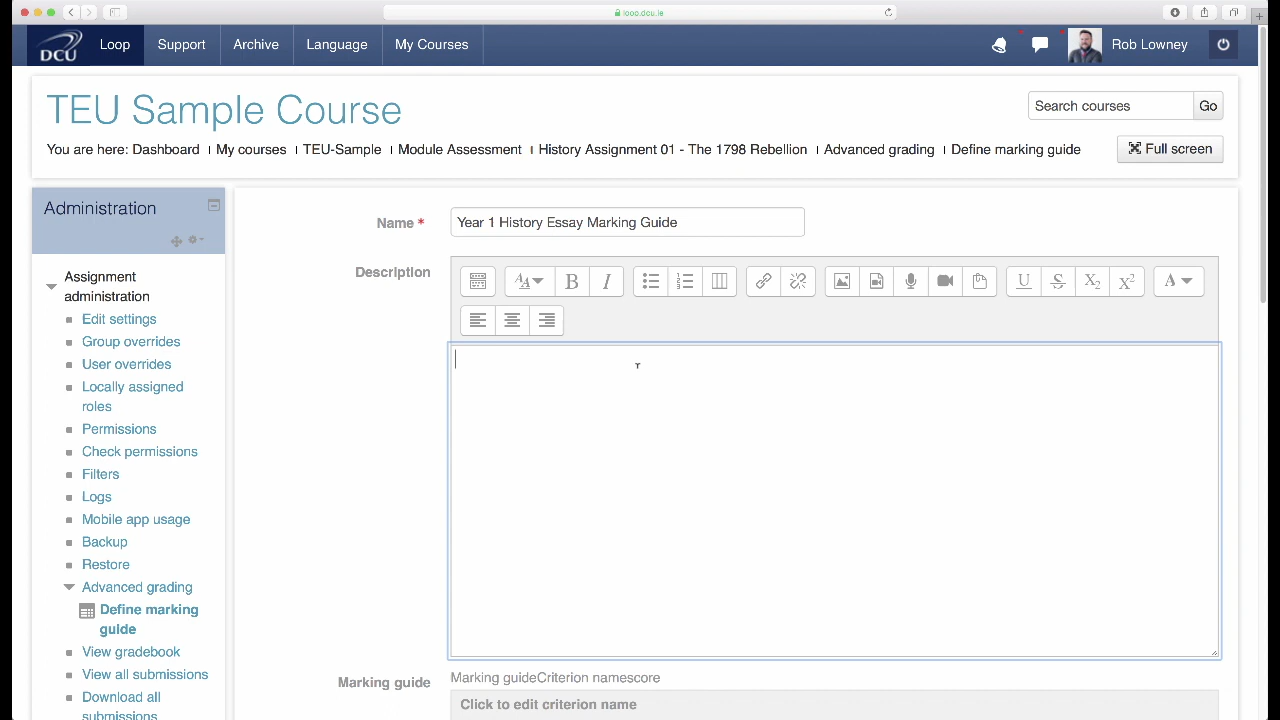 loop.dcu.ie
DCU Loop Support Archive Language My Courses Rob Lowney
TEU Sample Course
Search courses Go
You are here: Dashboard My courses TEU-Sample Module Assessment History Assignment 01 - The 1798 Rebellion Advanced grading Define marking guide
Full screen
Administration
Assignment
administration
Edit settings
Group overrides
User overrides
Locally assigned
roles
Permissions
Check permissions
Filters
Logs
Mobile app usage
Backup
Restore
Advanced grading
Define marking
guide
View gradebook
View all submissions
Download all
submissions
Name *
Year 1 History Essay Marking Guide
Description
B I U S X2 X2 A
Marking guide
Marking guideCriterion namescore
Click to edit criterion name